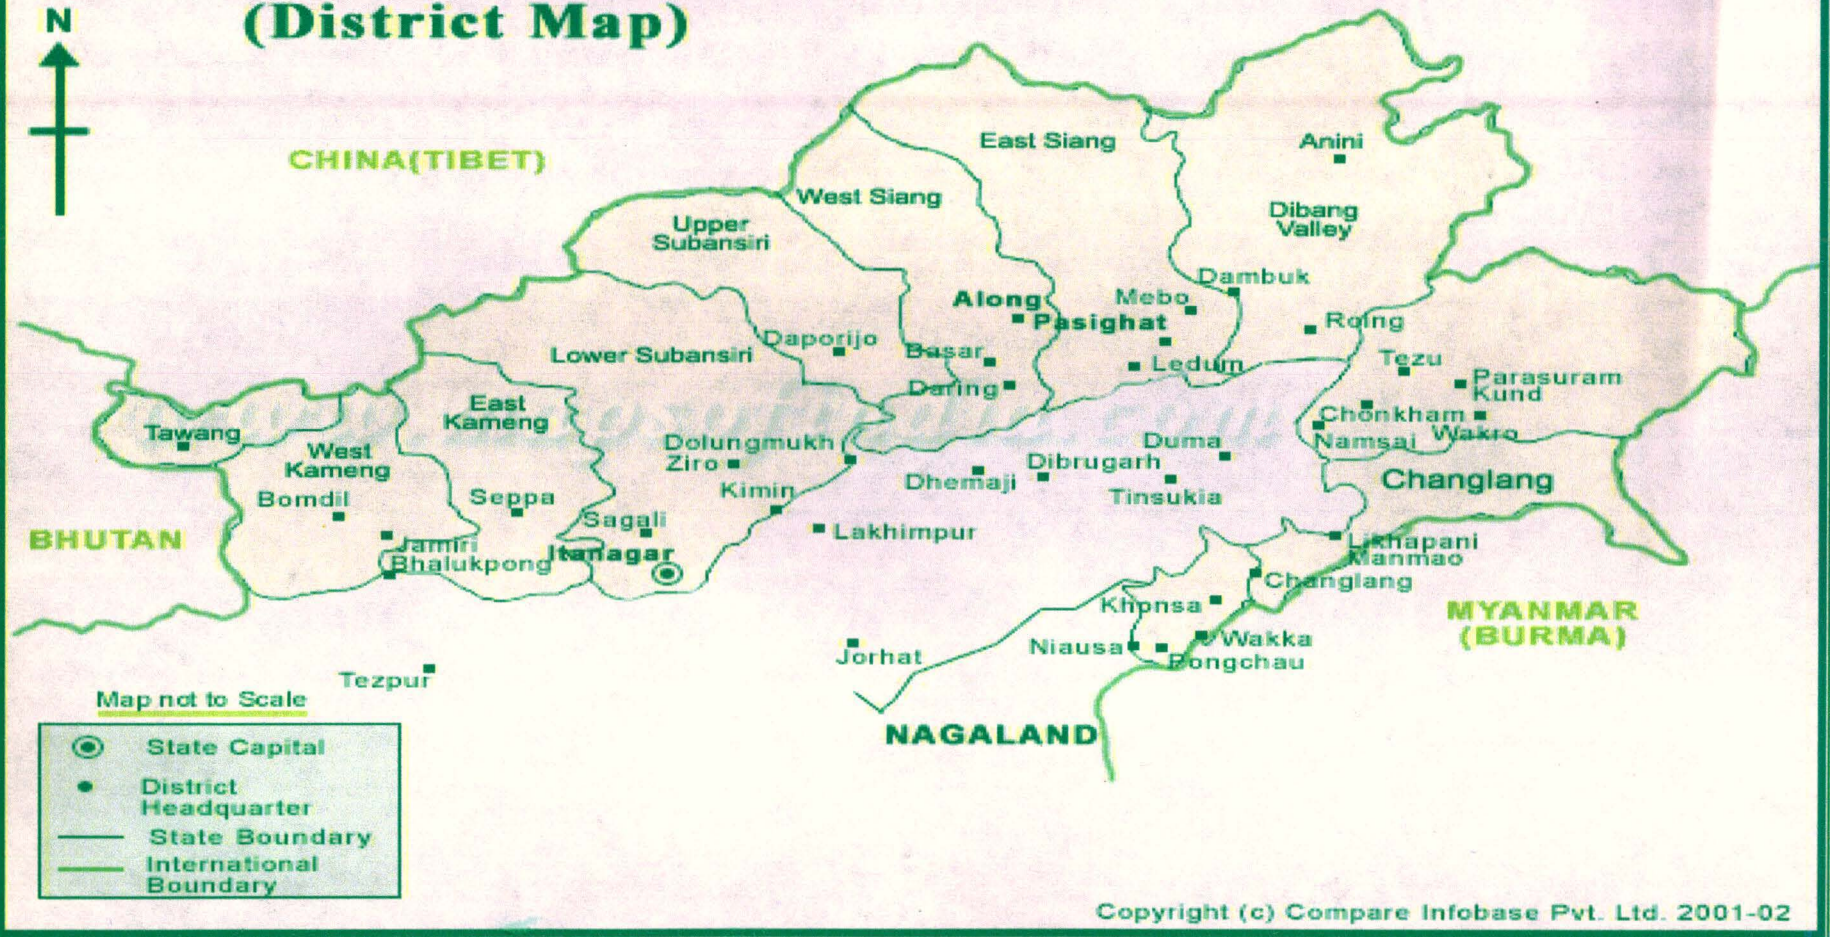 (District Map)
N
CHINA(TIBET)
East Siang
Anini
West Siang
Upper
Subansiri
Dibang
Valley
Dambuk
Along
Mebo
Pasighat
Roing
Daporijo
Lower Subansiri
Basar
Ledum
Tezu
Daring
Parasuram
Kund
East
Kameng
Chonkham
Tawang
Namsai
Wakro
West
Kameng
Dolungmukh
Ziro
Duma
Dibrugarh
Dhemaji
Tinsukia
Changlang
Bomdil
Seppa
Kimin
Sagali
Lakhimpur
BHUTAN
Jamiri
Bhalukpong
Itanagar
Likhapani
Manmao
Changlang
Khonsa
MYANMAR
(BURMA)
Niausa
Wakka
Pongchau
Jorhat
Tezpur
NAGALAND
Map not to Scale
State Capital
District
Headquarter
State Boundary
International
Boundary
Copyright (c) Compare Infobase Pvt. Ltd. 2001-02